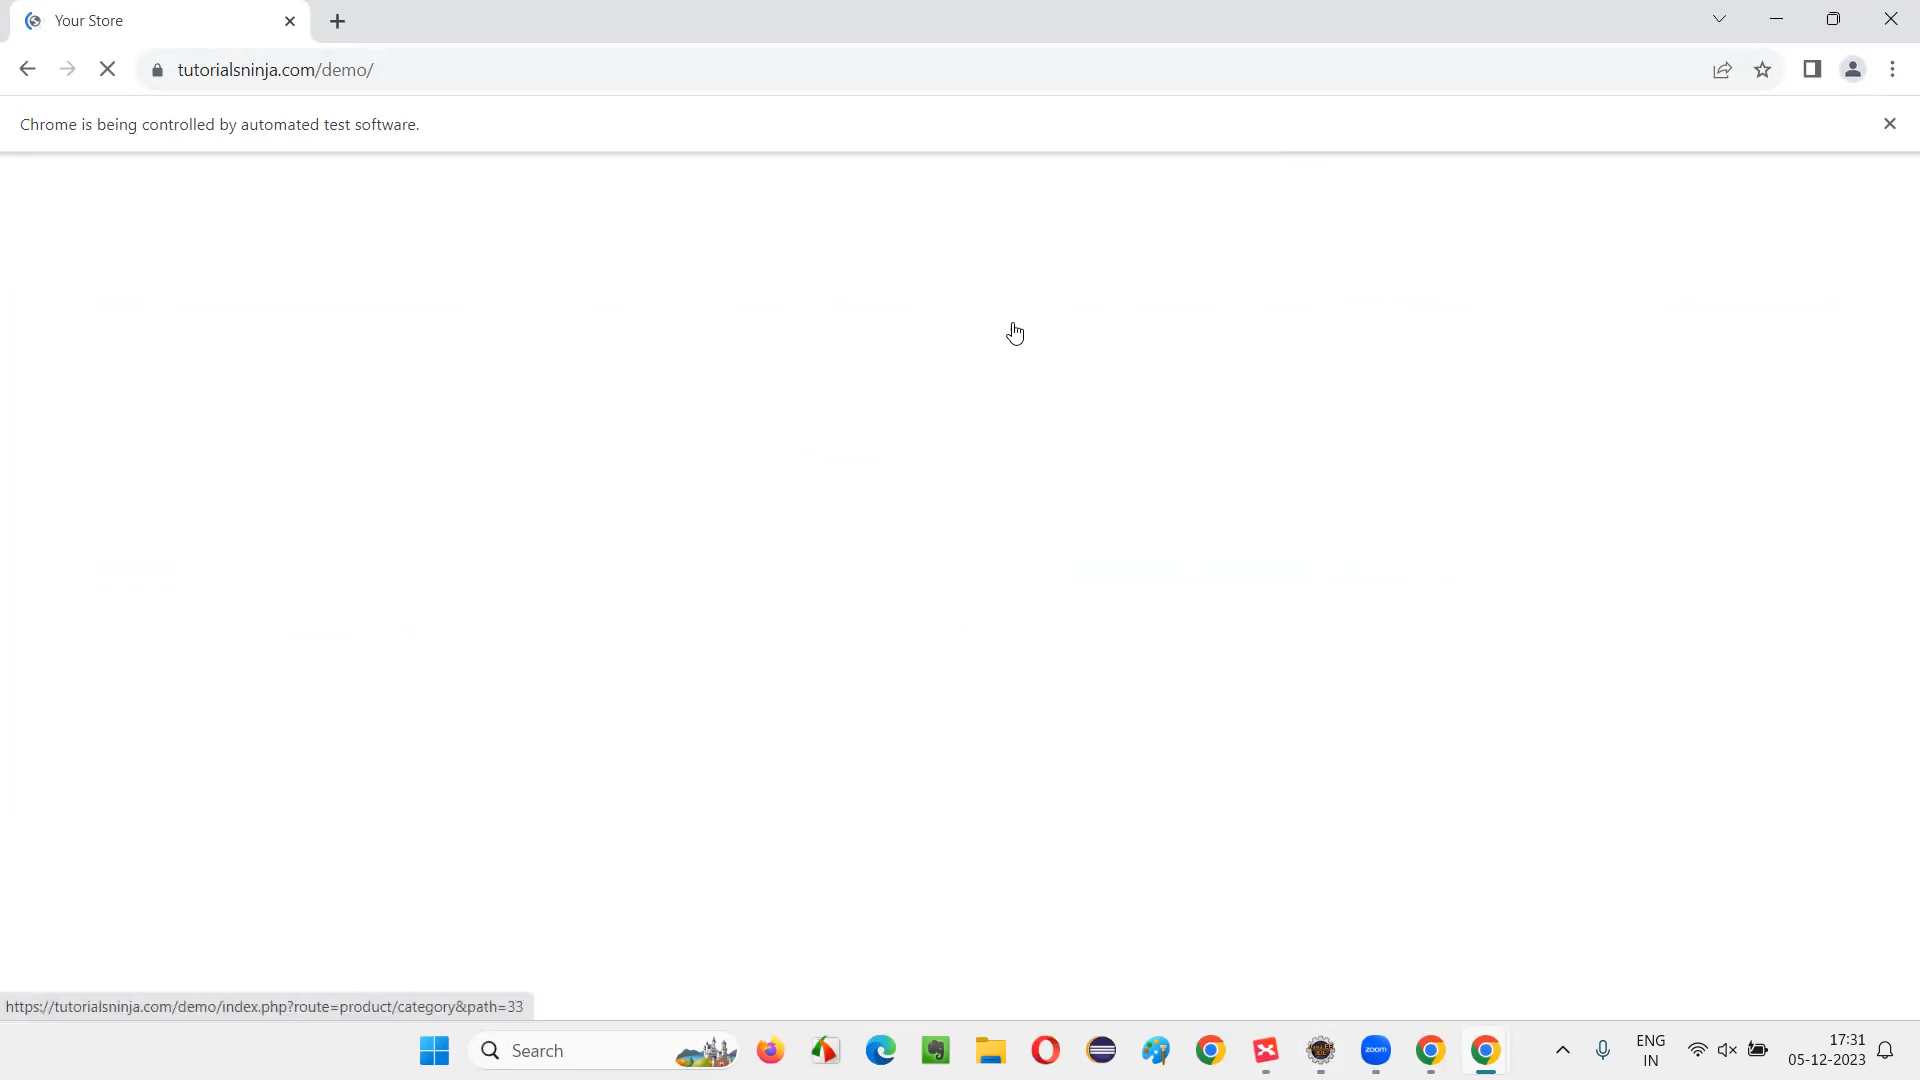 Your Store
tutorialsninja.com/demo/
Chrome is being controlled by automated test software.
https://tutorialsninja.com/demo/index.php?route=product/category&path=33
Search
zoom
ENG
IN
17:31
05-12-2023